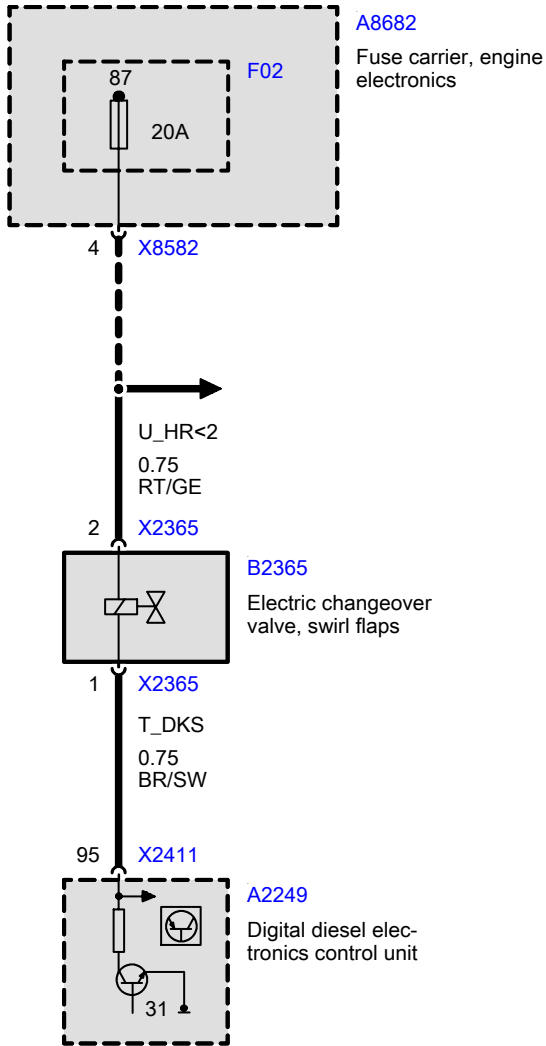 A8682
Fuse carrier, engine
electronics
F02
87
20A
4 X8582
U_HR<2
0.75
RT/GE
2 X2365
B2365
Electric changeover
valve, swirl flaps
1 X2365
T_DKS
0.75
BR/SW
95 X2411
A2249
Digital diesel elec-
tronics control unit
31